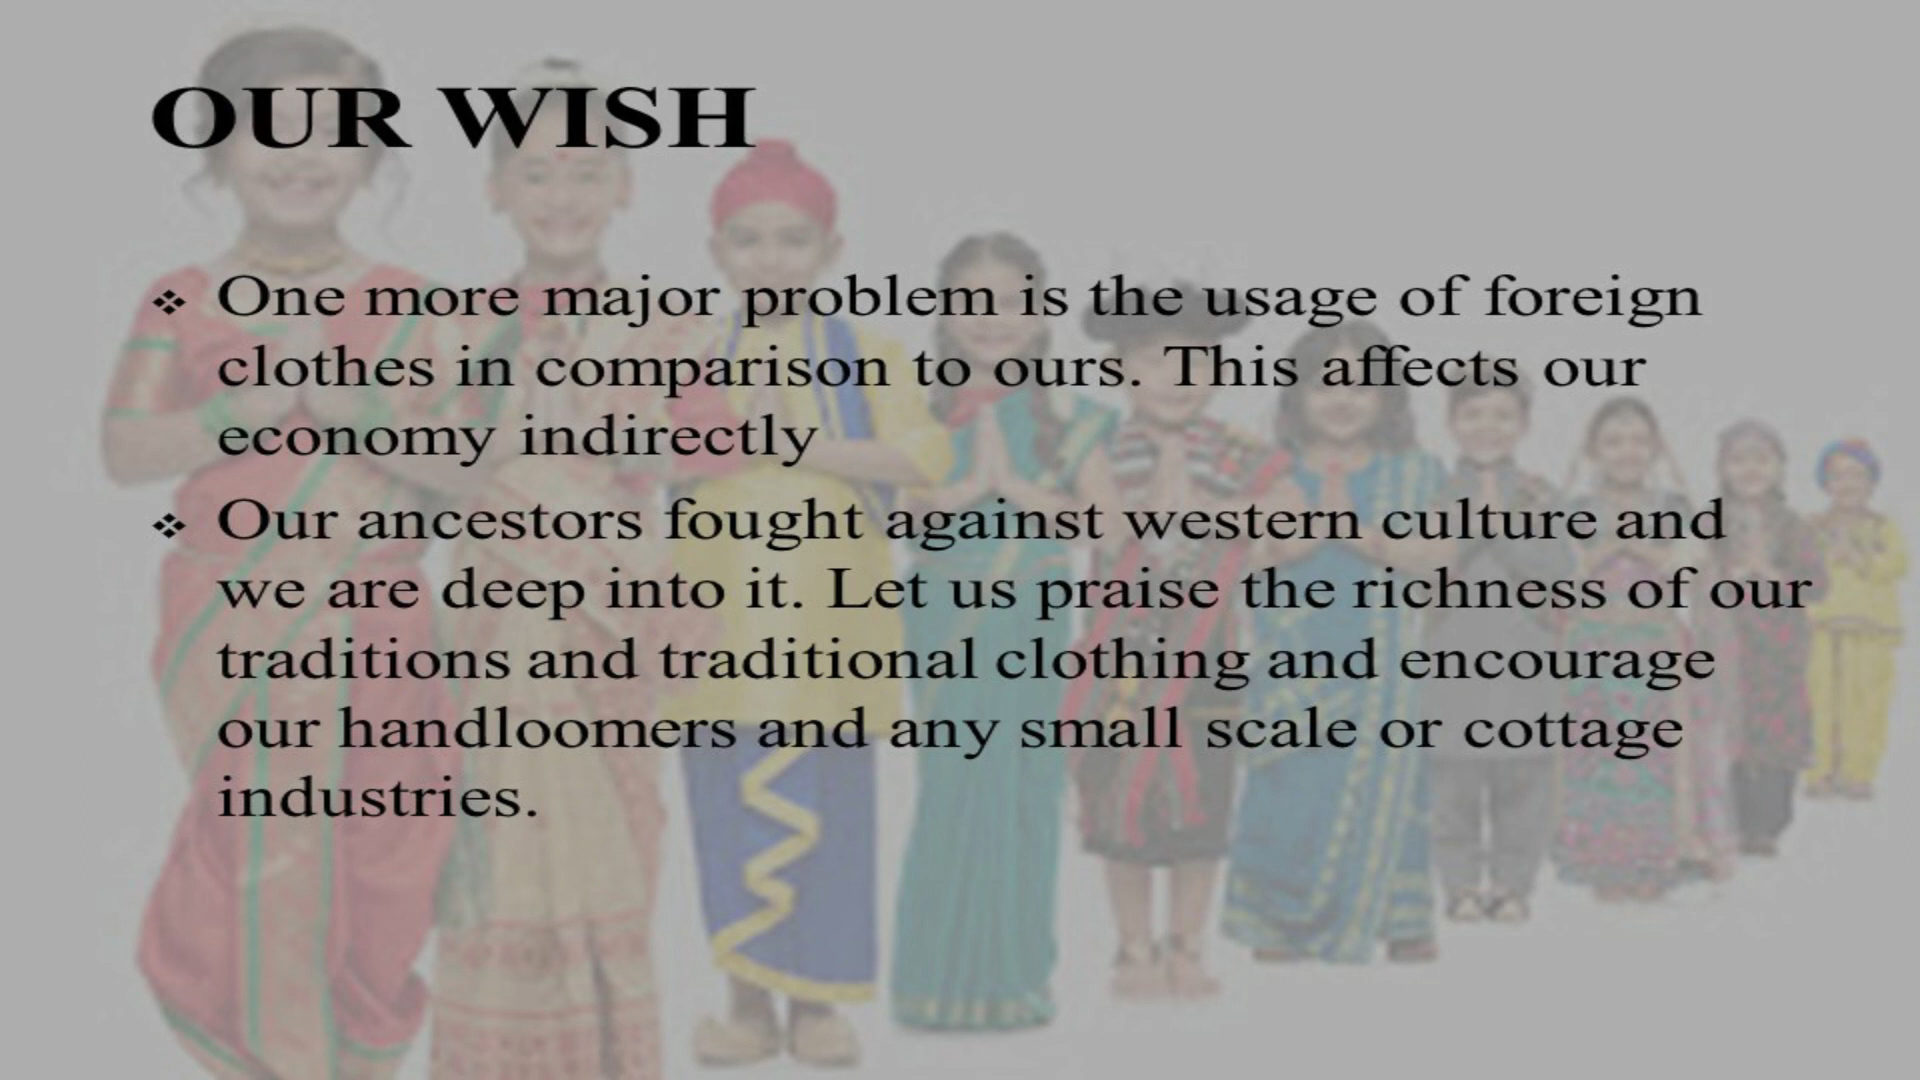 OUR WISH
❖ One more major problem is the usage of foreign
clothes in comparison to ours. This affects our
economy indirectly
❖ Our ancestors fought against western culture and
we are deep into it. Let us praise the richness of our
traditions and traditional clothing and encourage
our handloomers and any small scale or cottage
industries.